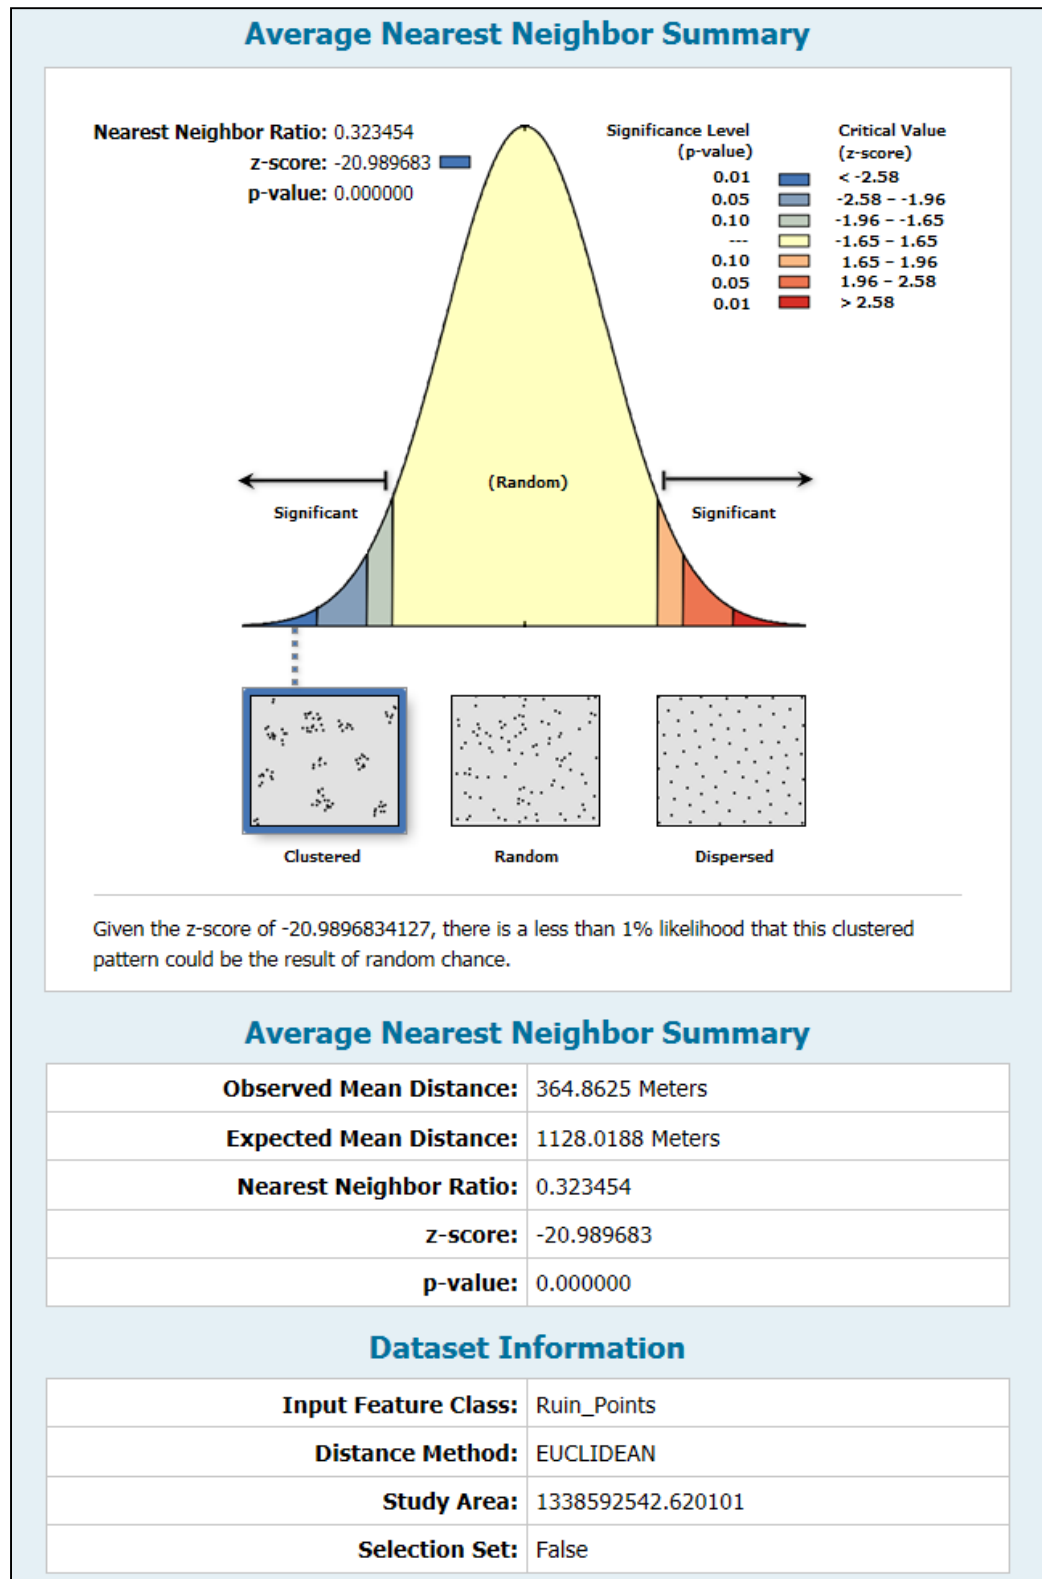 Average Nearest Neighbor Summary
Nearest Neighbor Ratio: 0.323454
z-score: -20.989683
p-value: 0.000000
Significance Level (p-value) Critical Value (z-score)
0.01 < -2.58
0.05 -2.58 – -1.96
0.10 -1.96 – -1.65
--- -1.65 – 1.65
0.10 1.65 – 1.96
0.05 1.96 – 2.58
0.01 > 2.58
(Random)
Significant Significant
Clustered Random Dispersed
Given the z-score of -20.9896834127, there is a less than 1% likelihood that this clustered
pattern could be the result of random chance.
Average Nearest Neighbor Summary
Observed Mean Distance: 364.8625 Meters
Expected Mean Distance: 1128.0188 Meters
Nearest Neighbor Ratio: 0.323454
z-score: -20.989683
p-value: 0.000000
Dataset Information
Input Feature Class: Ruin_Points
Distance Method: EUCLIDEAN
Study Area: 1338592542.620101
Selection Set: False